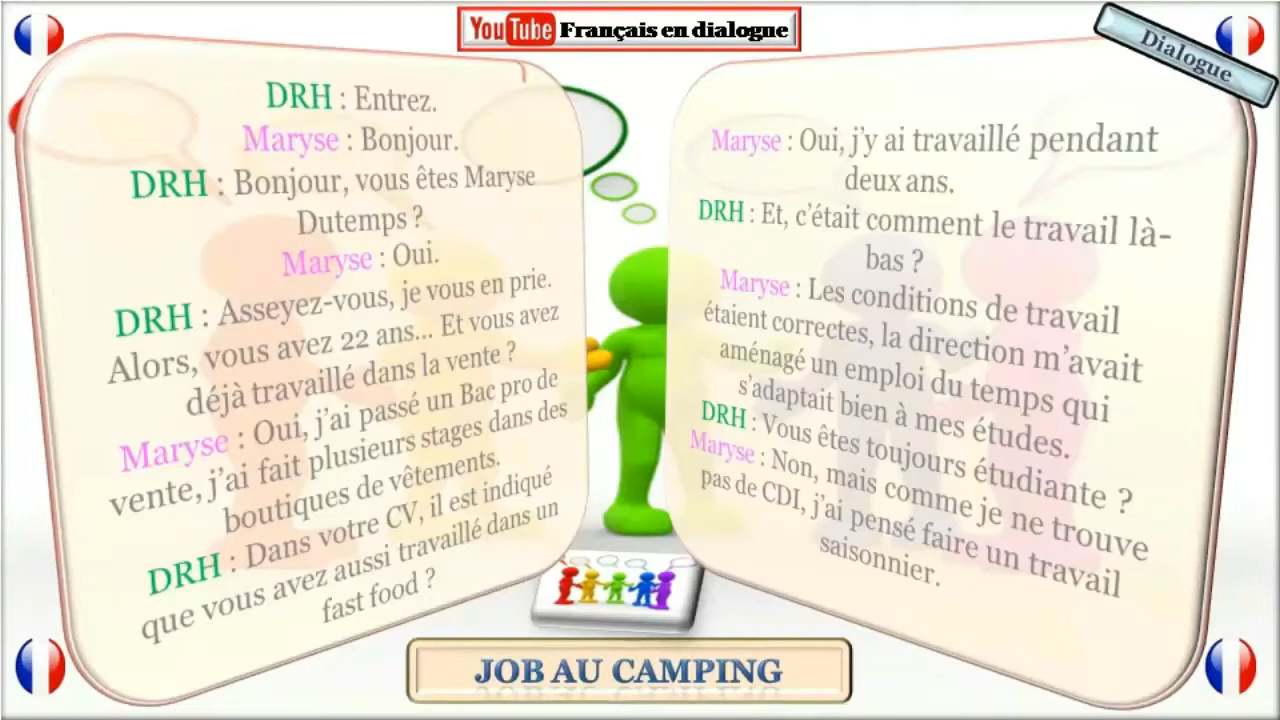 YouTube Français en dialogue
Dialogue
DRH : Entrez.
Maryse : Bonjour.
DRH : Bonjour, vous êtes Maryse
Dutemps ?
Maryse : Oui.
DRH : Asseyez-vous, je vous en prie.
Alors, vous avez 22 ans... Et vous avez
déjà travaillé dans la vente ?
Maryse : Oui, j'ai passé un Bac pro de
vente, j'ai fait plusieurs stages dans des
boutiques de vêtements.
DRH : Dans votre CV, il est indiqué
que vous avez aussi travaillé dans un
fast food ?
Maryse : Oui, j'y ai travaillé pendant
deux ans.
DRH : Et, c'était comment le travail là-
bas ?
Maryse : Les conditions de travail
étaient correctes, la direction m'avait
aménagé un emploi du temps qui
s'adaptait bien à mes études.
DRH : Vous êtes toujours étudiante ?
Maryse : Non, mais comme je ne trouve
pas de CDI, j'ai pensé faire un travail
saisonnier.
JOB AU CAMPING